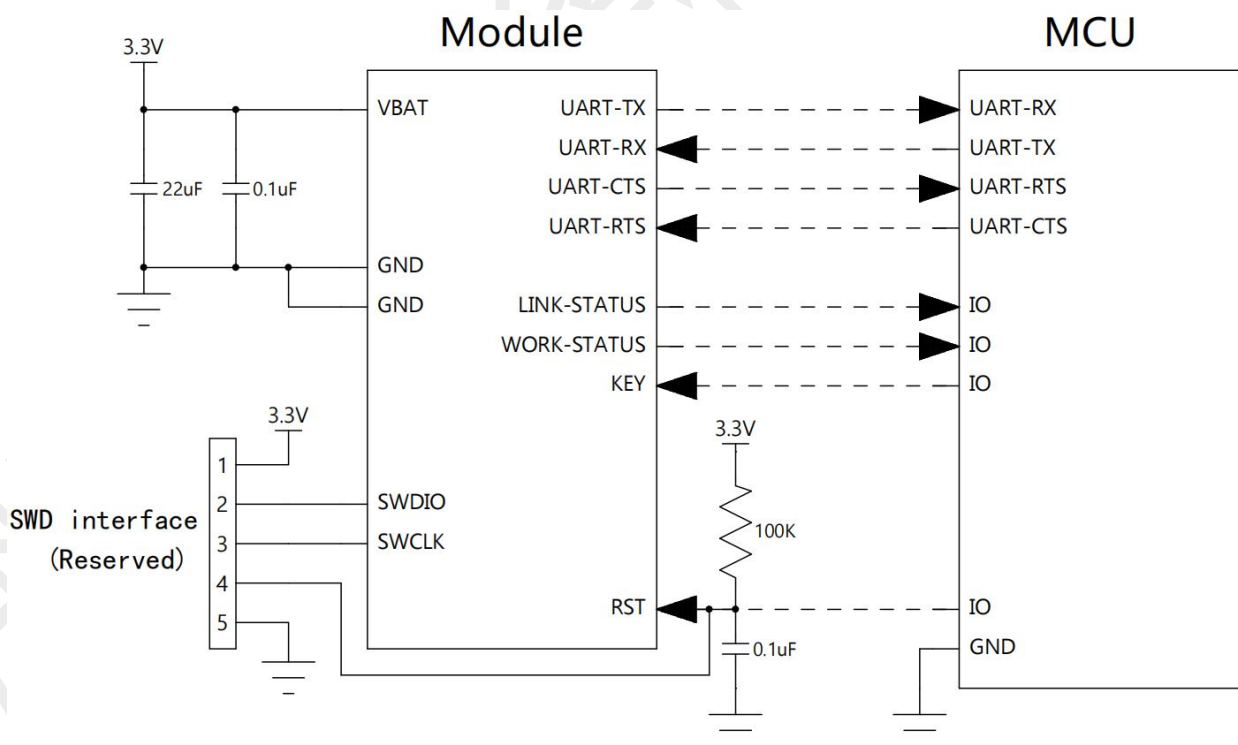 Module
MCU
3.3V
VBAT
UART-TX
UART-RX
UART-RX
UART-TX
22uF
0.1uF
UART-CTS
UART-RTS
UART-RTS
UART-CTS
GND
GND
LINK-STATUS
IO
WORK-STATUS
IO
KEY
IO
3.3V
3.3V
1
SWD interface
(Reserved)
2
SWDIO
3
SWCLK
100K
4
5
RST
IO
0.1uF
GND